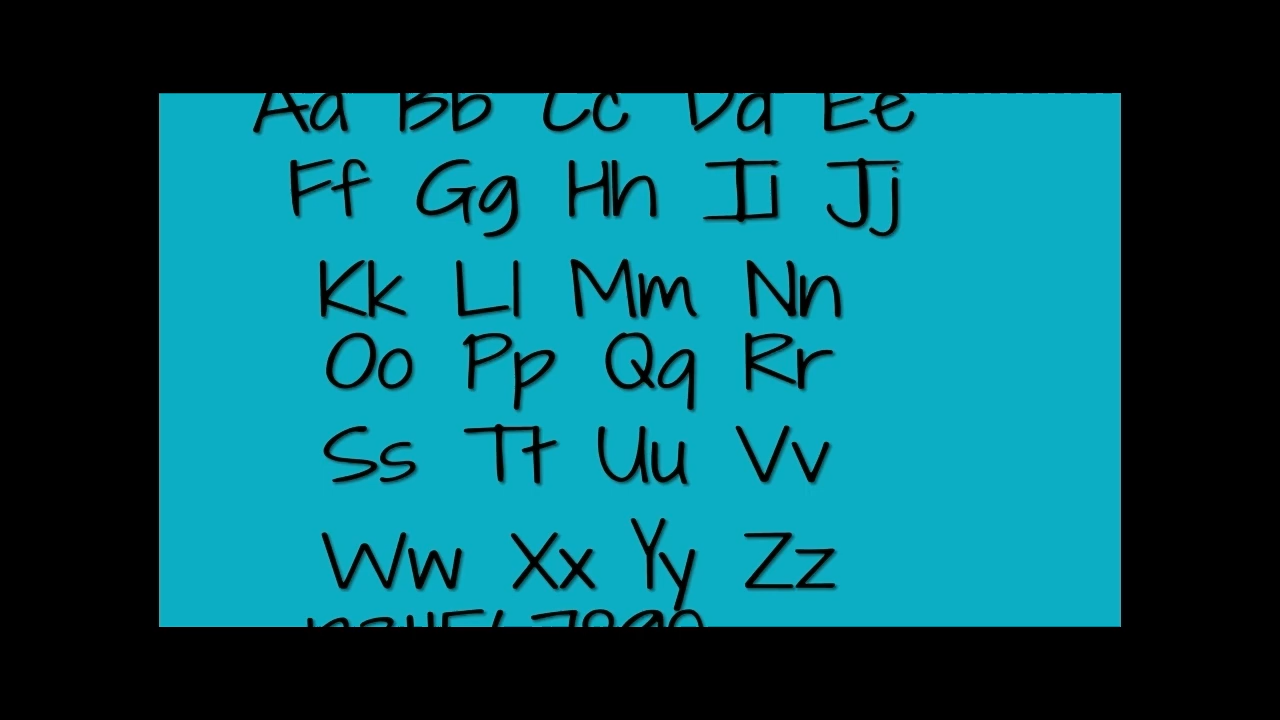 Aa Bb Cc Dd Ee
Ff Gg Hh Ii Jj
Kk Ll Mm Nn
Oo Pp Qq Rr
Ss Tt Uu Vv
Ww Xx Yy Zz
1234567890